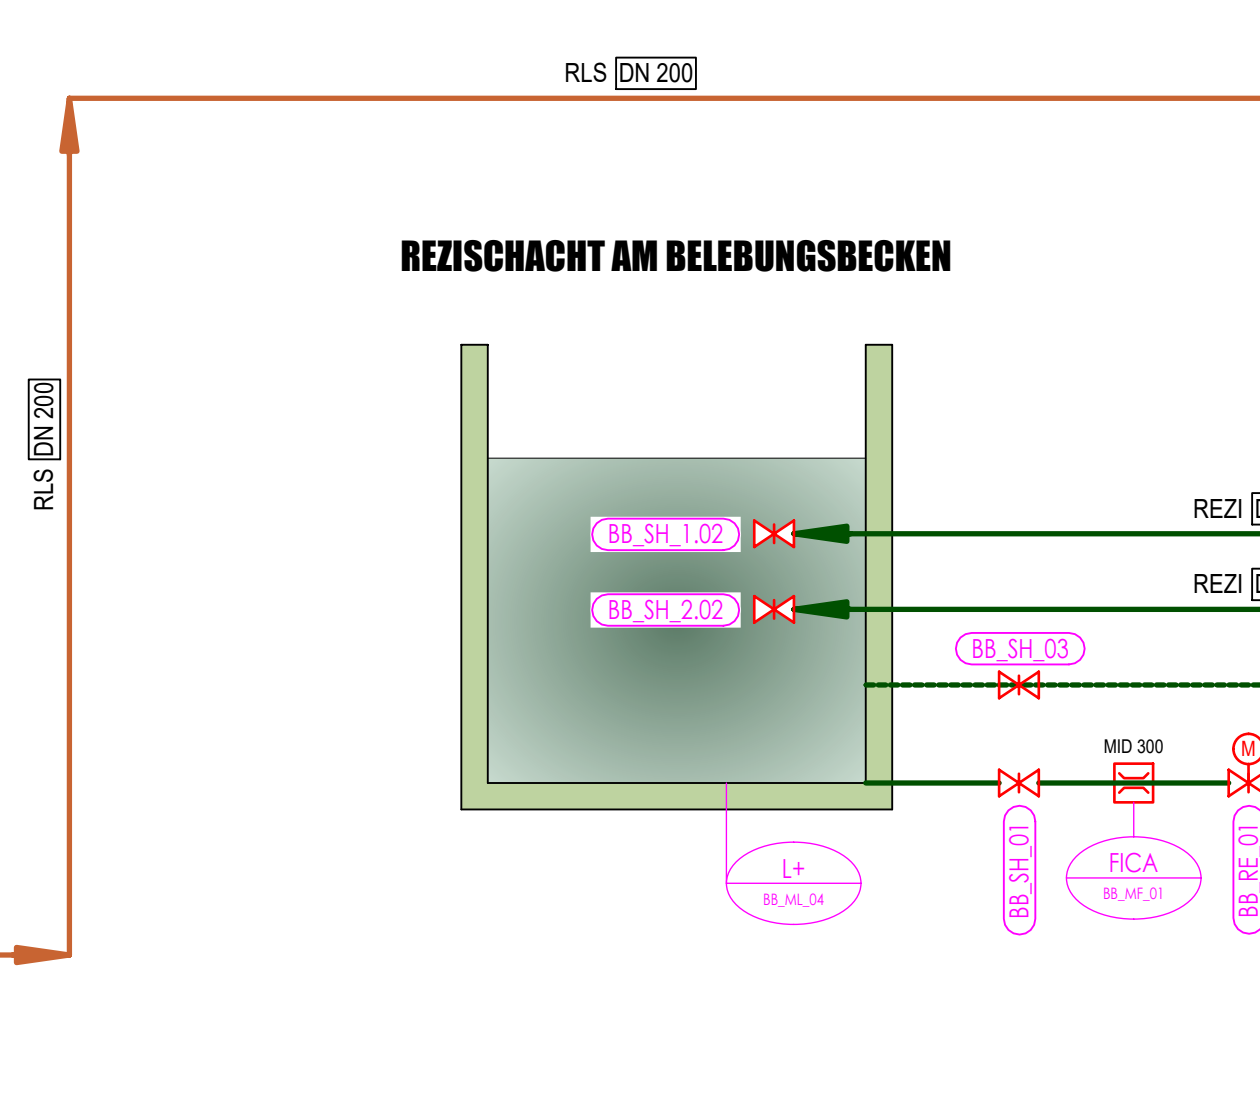 RLS DN 200
REZISCHACHT AM BELEBUNGSBECKEN
RLS DN 200
REZI
BB_SH_1.02
REZI
BB_SH_2.02
BB_SH_03
MID 300
M
BB_SH_01
FICA
BB_MF_01
BB_RE_01
L+
BB_ML_04